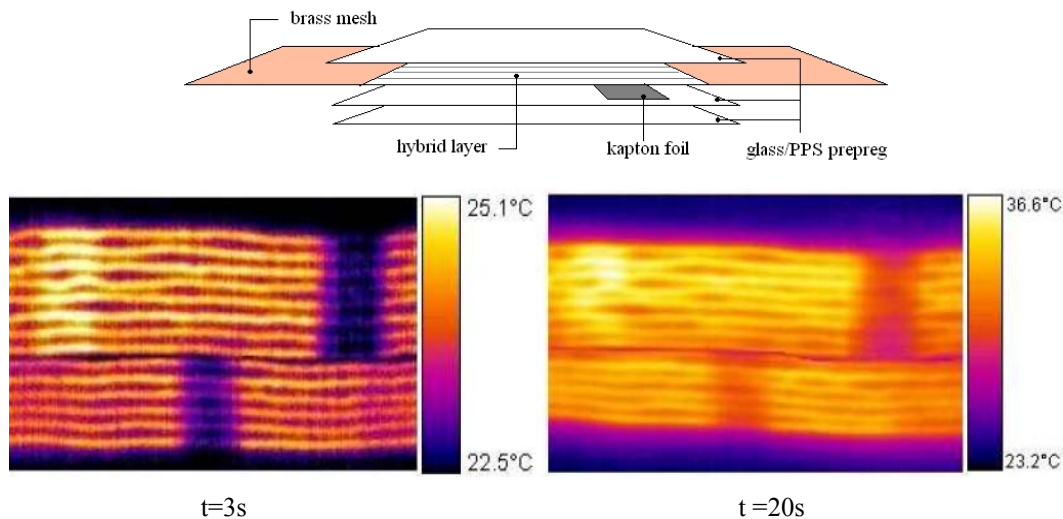 brass mesh
hybrid layer
kapton foil
glass/PPS prepreg
25.1°C
22.5°C
36.6°C
23.2°C
t=3s
t =20s